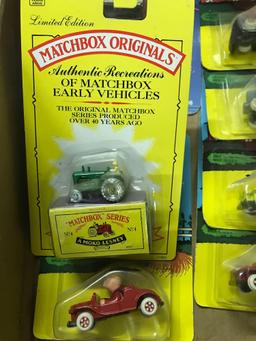 Limited Edition
MATCHBOX ORIGINALS
Authentic Recreations
OF MATCHBOX
EARLY VEHICLES
THE ORIGINAL MATCHBOX
SERIES PRODUCED
OVER 40 YEARS AGO
"MATCHBOX" SERIES
No4
No4
A MOKO LESNEY